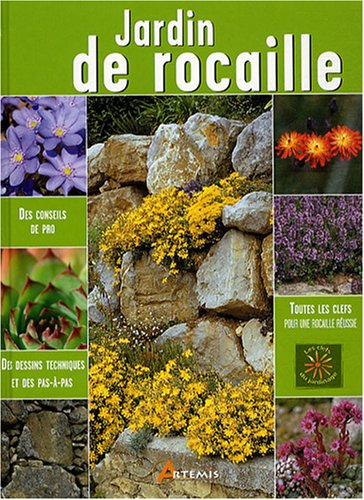 Jardin
de rocaille
DES CONSEILS
DE PRO
TOUTES LES CLEFS
POUR UNE ROCAILLE RÉUSSIE
Les clefs
du jardinage
DES DESSINS TECHNIQUES
ET DES PAS-À-PAS
ARTEMIS